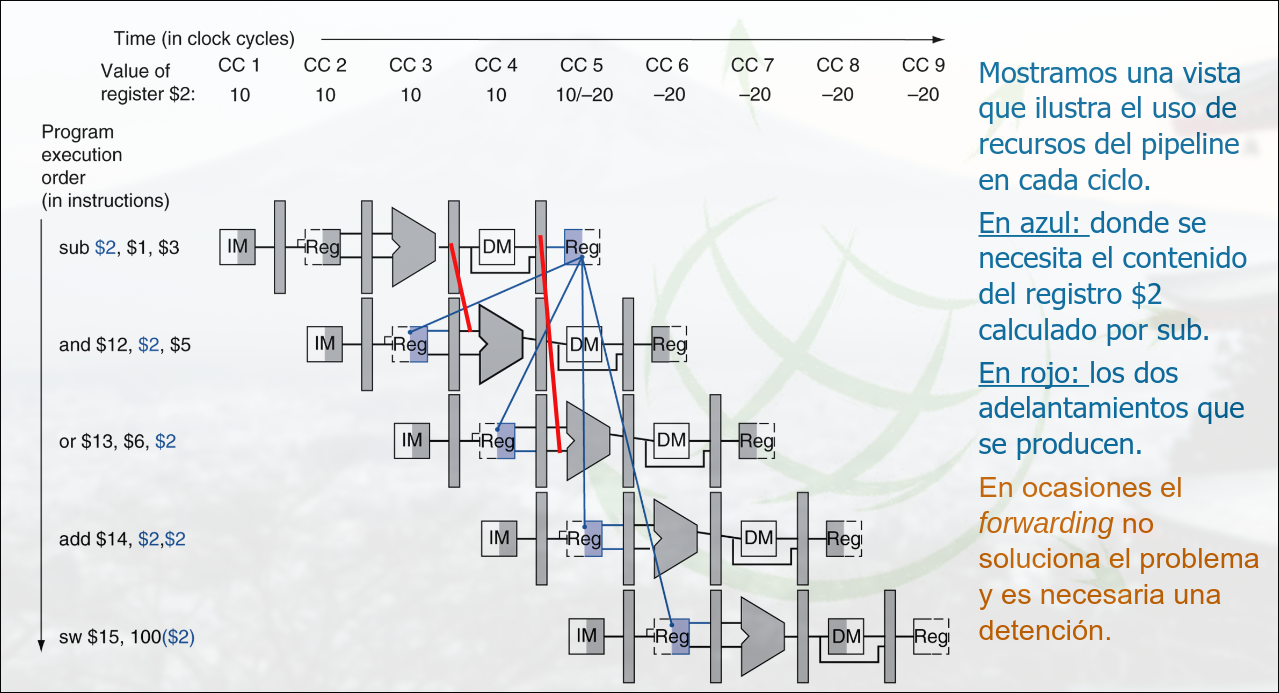 Time (in clock cycles)
CC 1 CC 2 CC 3 CC 4 CC 5 CC 6 CC 7 CC 8 CC 9
Value of
register $2:
10 10 10 10 10/–20 –20 –20 –20 –20
Program
execution
order
(in instructions)
sub $2, $1, $3
IM Reg DM Reg
and $12, $2, $5
IM Reg DM Reg
or $13, $6, $2
IM Reg DM Reg
add $14, $2,$2
IM Reg DM Reg
sw $15, 100($2)
IM Reg DM Reg
Mostramos una vista
que ilustra el uso de
recursos del pipeline
en cada ciclo.
En azul: donde se
necesita el contenido
del registro $2
calculado por sub.
En rojo: los dos
adelantamientos que
se producen.
En ocasiones el
forwarding no
soluciona el problema
y es necesaria una
detención.